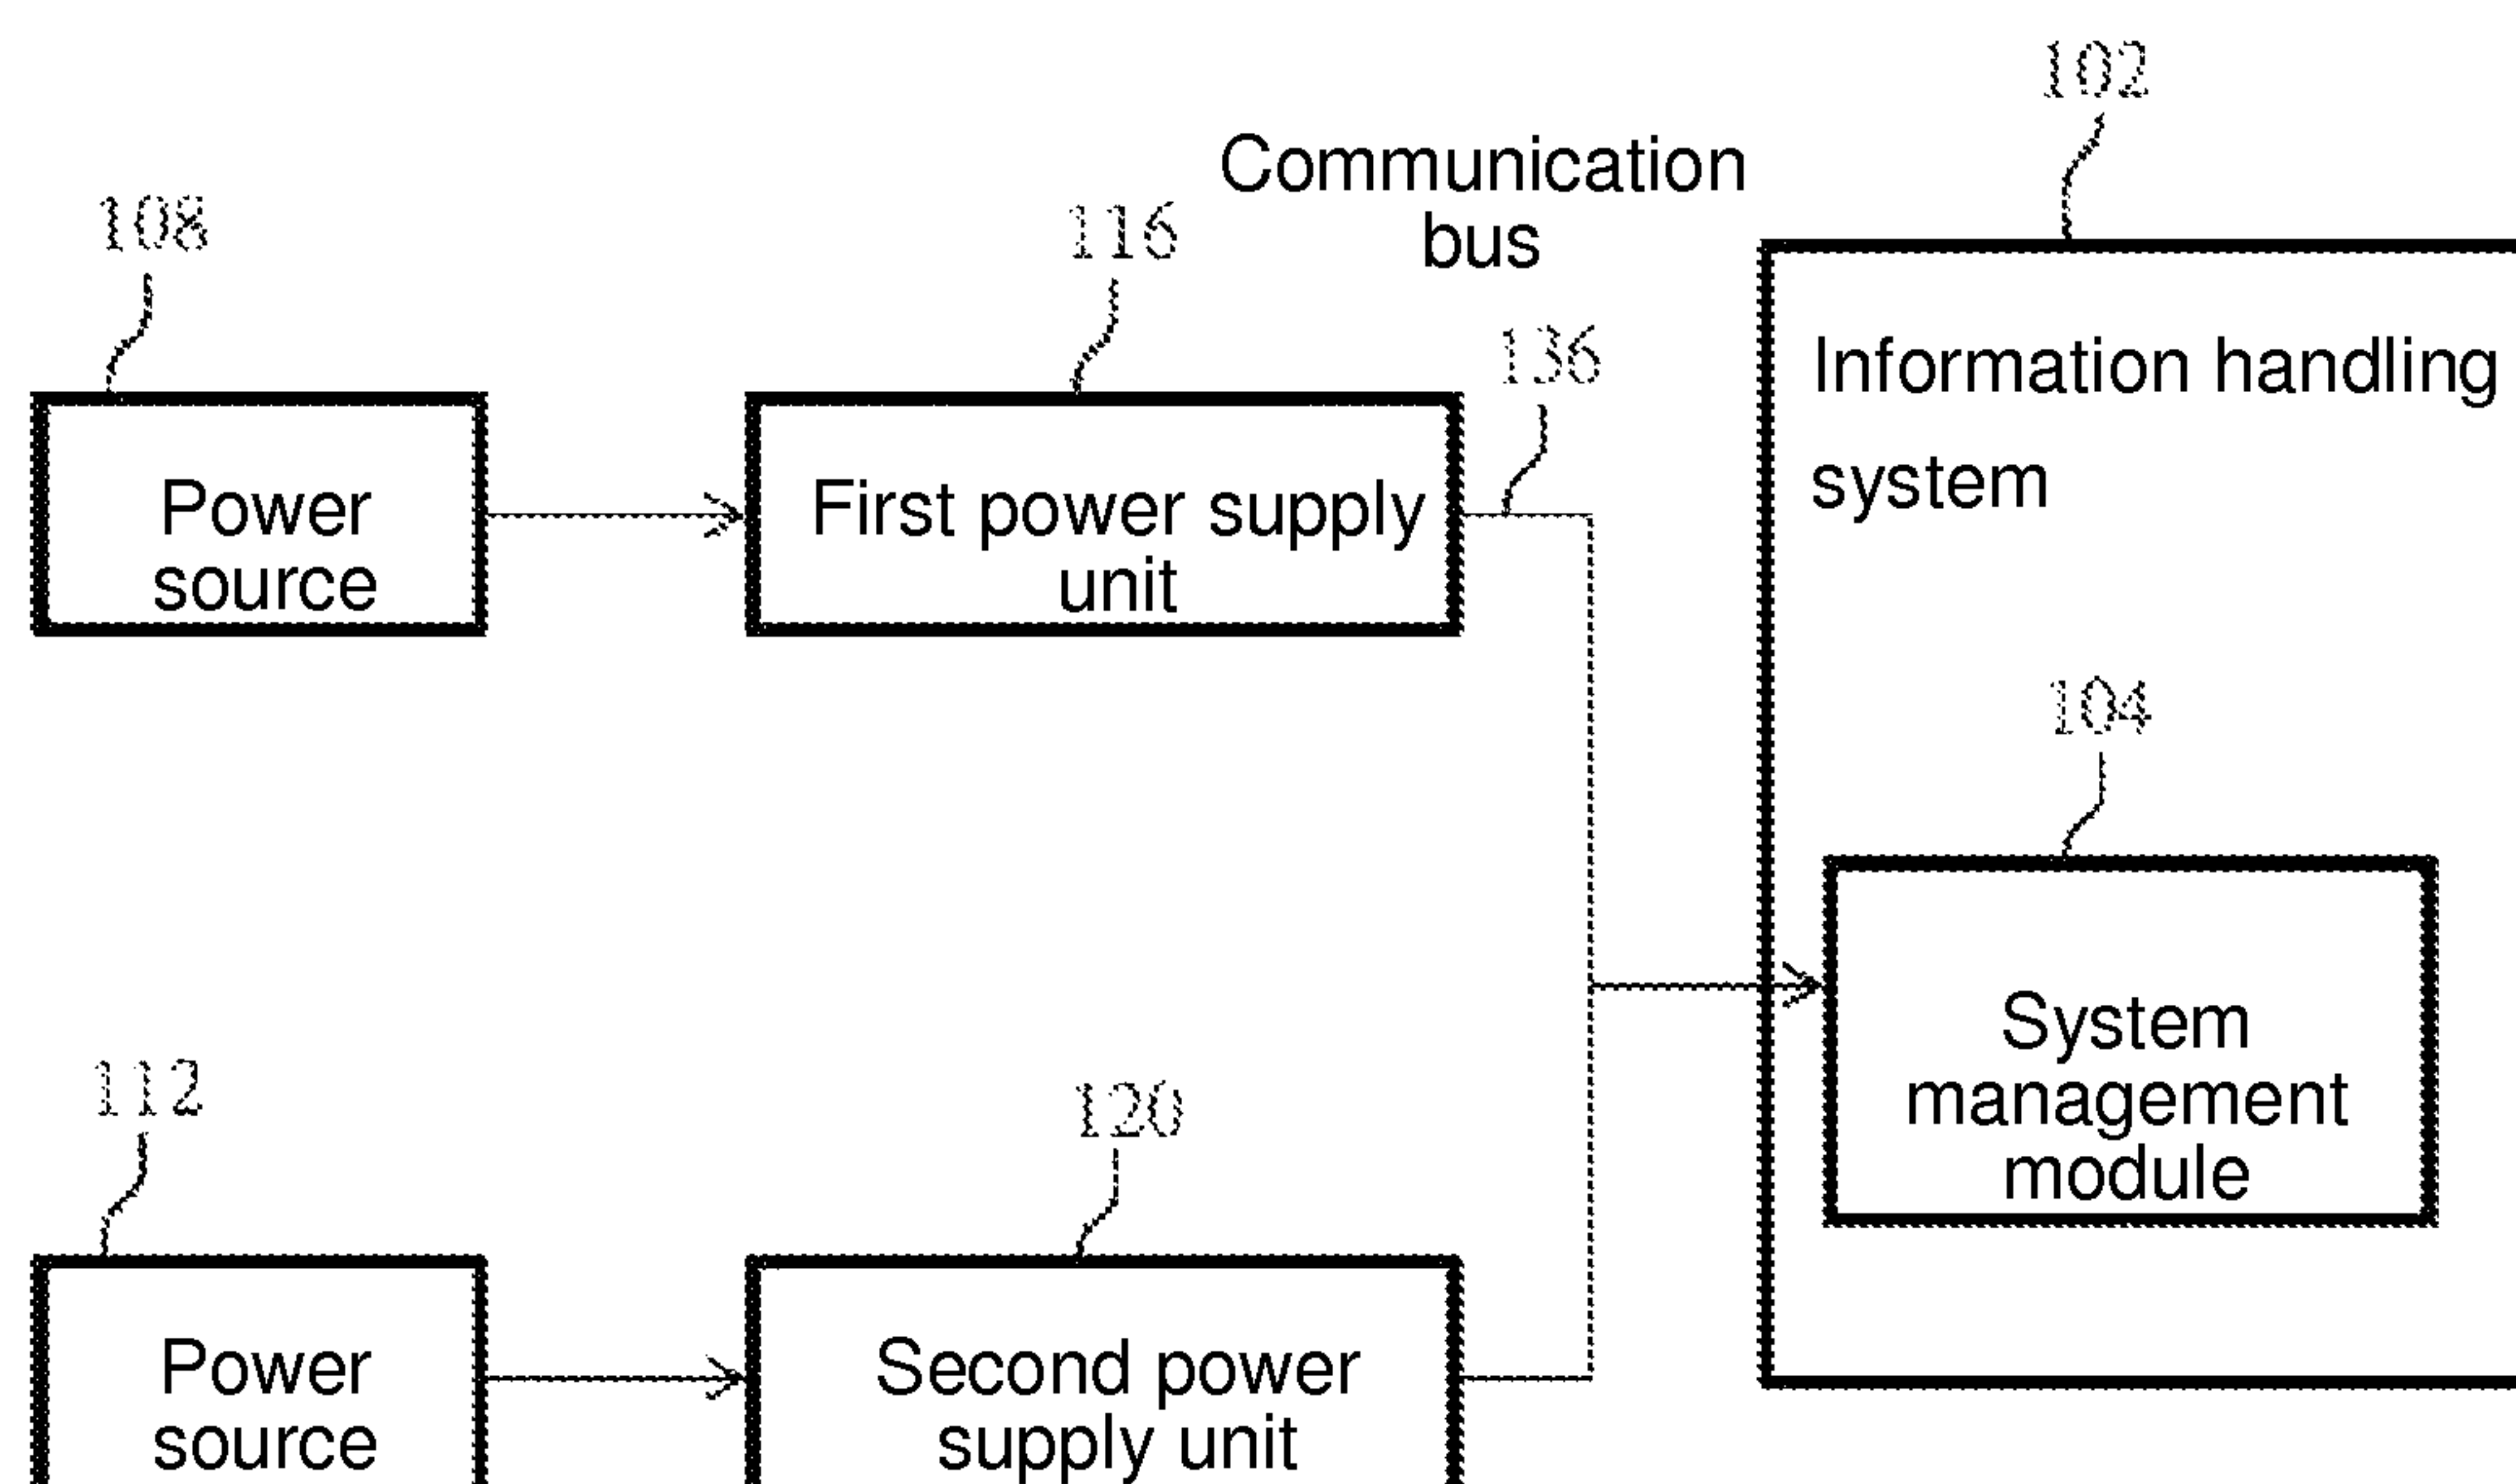 102
Communication
bus
108
116
136
Information handling
system
Power
source
First power supply
unit
104
System
management
module
112
120
Power
source
Second power
supply unit